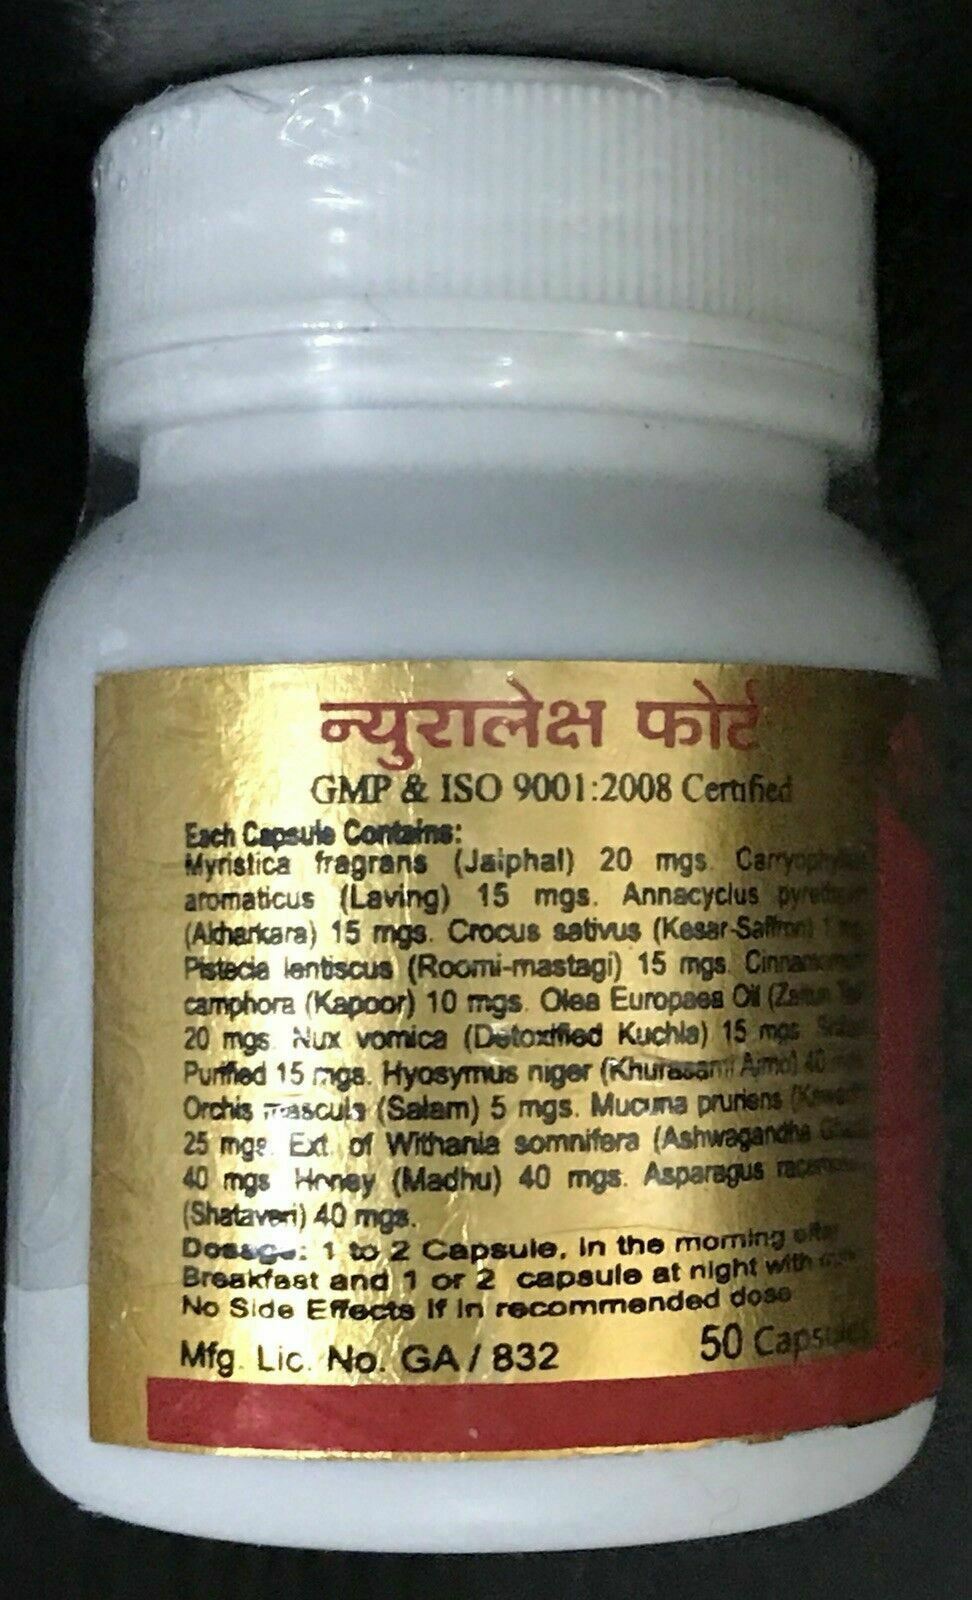 न्युरालेक्ष फोर्ट
GMP & ISO 9001:2008 Certified
Each Capsule Contains:
Myristica fragrans (Jaiphal) 20 mgs.
aromaticus (Laving) 15 mgs. Annacyclus
(Akharkara) 15 mgs. Crocus sativus (Kesar-Saffron) 1
Pistecia lentiscus (Roomi-mastagi) 15 mgs.
camphora (Kapoor) 10 mgs. Olea Europaea Oil (Zaitun
20 mgs. Nux vomica (Detoxified Kuchla) 15 mgs.
Purified 15 mgs. Hyosymus niger (Khurasani Ajmo) 40
Orchis mascula (Salam) 5 mgs. Mucuna pruriens
25 mgs. Ext. of Withania somnifera (Ashwagandha
40 mgs. Honey (Madhu) 40 mgs. Asparagus
(Shataveri) 40 mgs.
Dosage: 1 to 2 Capsule, in the morning after
Breakfast and 1 or 2 capsule at night with
No Side Effects If in recommended dose
Mfg. Lic. No. GA / 832 50 Capsules